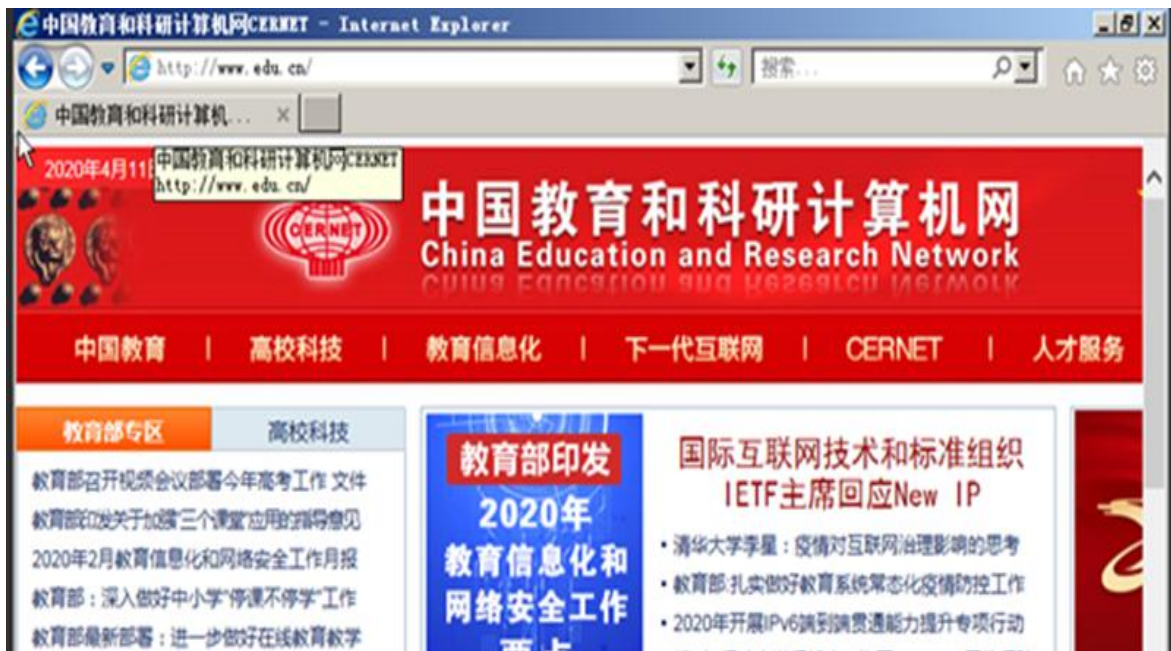 中国教育和科研计算机网CERNET - Internet Explorer
http://www.edu.cn/
搜索...
中国教育和科研计算机...
中国教育和科研计算机网CERNET
http://www.edu.cn/
2020年4月11日
CERNET
中国教育和科研计算机网
China Education and Research Network
中国教育 | 高校科技 | 教育信息化 | 下一代互联网 | CERNET | 人才服务
教育部专区
高校科技
教育部召开视频会议部署今年高考工作 文件
教育部印发关于加强“三个课堂”应用的指导意见
2020年2月教育信息化和网络安全工作月报
教育部：深入做好中小学“停课不停学”工作
教育部最新部署：进一步做好在线教育教学
教育部印发
2020年
教育信息化和
网络安全工作
要点
国际互联网技术和标准组织
IETF主席回应New IP
• 清华大学李星：疫情对互联网治理影响的思考
• 教育部:扎实做好教育系统常态化疫情防控工作
• 2020年开展IPv6端到端贯通能力提升专项行动